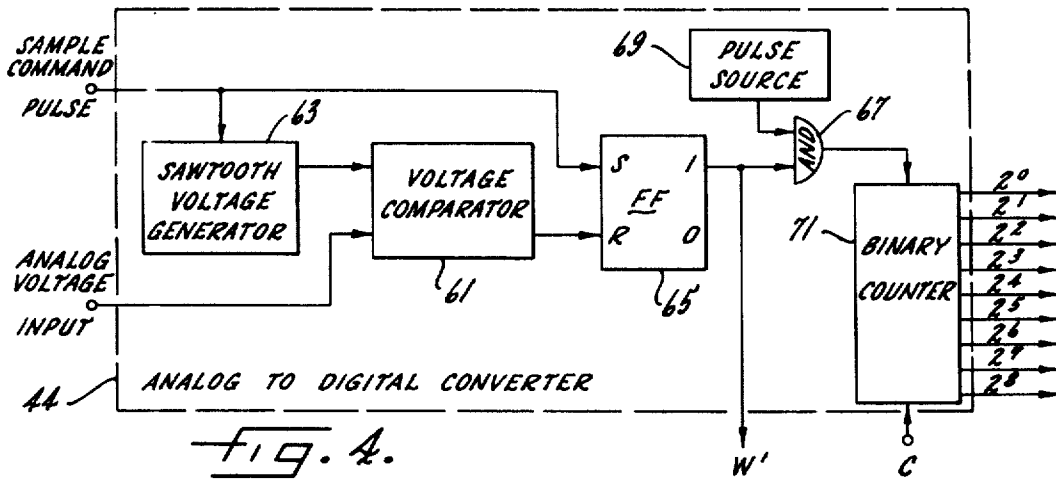 SAMPLE
COMMAND
PULSE
63
SAWTOOTH
VOLTAGE
GENERATOR
ANALOG
VOLTAGE
INPUT
VOLTAGE
COMPARATOR
61
S 1
FF
R 0
65
69
PULSE
SOURCE
67
AND
71
BINARY
COUNTER
2⁰
2¹
2²
2³
2⁴
2⁵
2⁶
2⁷
2⁸
44
ANALOG TO DIGITAL CONVERTER
W'
C
Fig. 4.